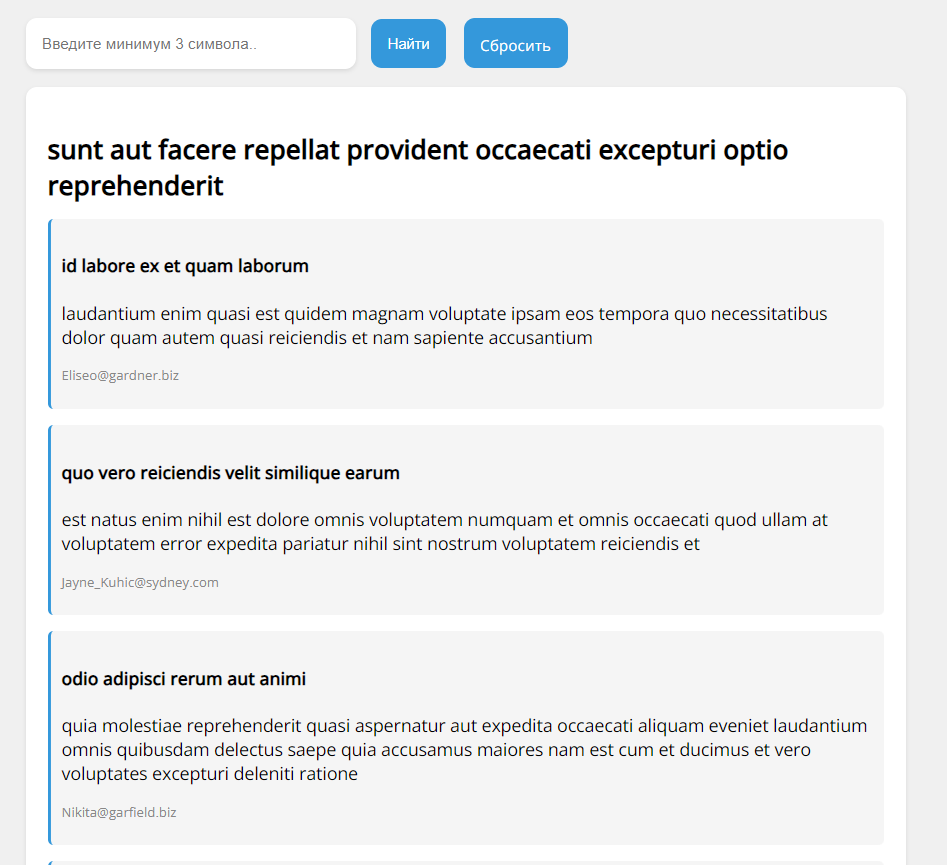 Введите минимум 3 символа..
Найти
Сбросить
sunt aut facere repellat provident occaecati excepturi optio
reprehenderit
id labore ex et quam laborum
laudantium enim quasi est quidem magnam voluptate ipsam eos tempora quo necessitatibus
dolor quam autem quasi reiciendis et nam sapiente accusantium
Eliseo@gardner.biz
quo vero reiciendis velit similique earum
est natus enim nihil est dolore omnis voluptatem numquam et omnis occaecati quod ullam at
voluptatem error expedita pariatur nihil sint nostrum voluptatem reiciendis et
Jayne_Kuhic@sydney.com
odio adipisci rerum aut animi
quia molestiae reprehenderit quasi aspernatur aut expedita occaecati aliquam eveniet laudantium
omnis quibusdam delectus saepe quia accusamus maiores nam est cum et ducimus et vero
voluptates excepturi deleniti ratione
Nikita@garfield.biz